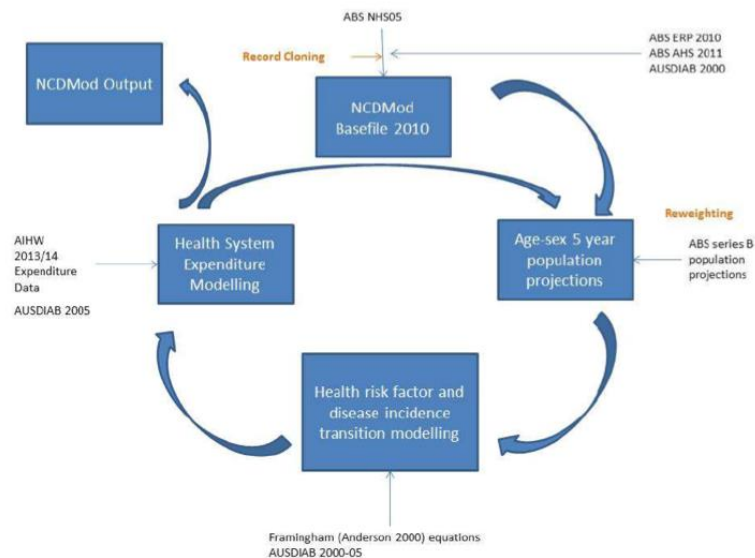 ABS NHS05
Record Cloning
ABS ERP 2010
ABS AHS 2011
AUSDIAB 2000
NCDMod Output
NCDMod
Basefile 2010
AIHW
2013/14
Expenditure
Data
AUSDIAB 2005
Health System
Expenditure
Modelling
Age-sex 5 year
population
projections
Reweighting
ABS series B
population
projections
Health risk factor and
disease incidence
transition modelling
Framingham (Anderson 2000) equations
AUSDIAB 2000-05